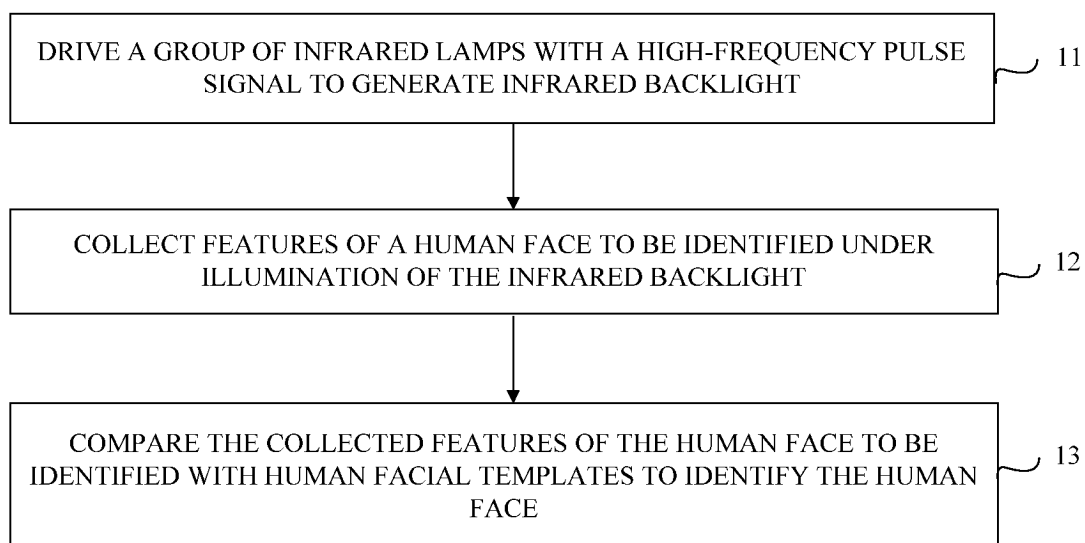 DRIVE A GROUP OF INFRARED LAMPS WITH A HIGH-FREQUENCY PULSE
SIGNAL TO GENERATE INFRARED BACKLIGHT
11
COLLECT FEATURES OF A HUMAN FACE TO BE IDENTIFIED UNDER
ILLUMINATION OF THE INFRARED BACKLIGHT
12
COMPARE THE COLLECTED FEATURES OF THE HUMAN FACE TO BE
IDENTIFIED WITH HUMAN FACIAL TEMPLATES TO IDENTIFY THE HUMAN
FACE
13